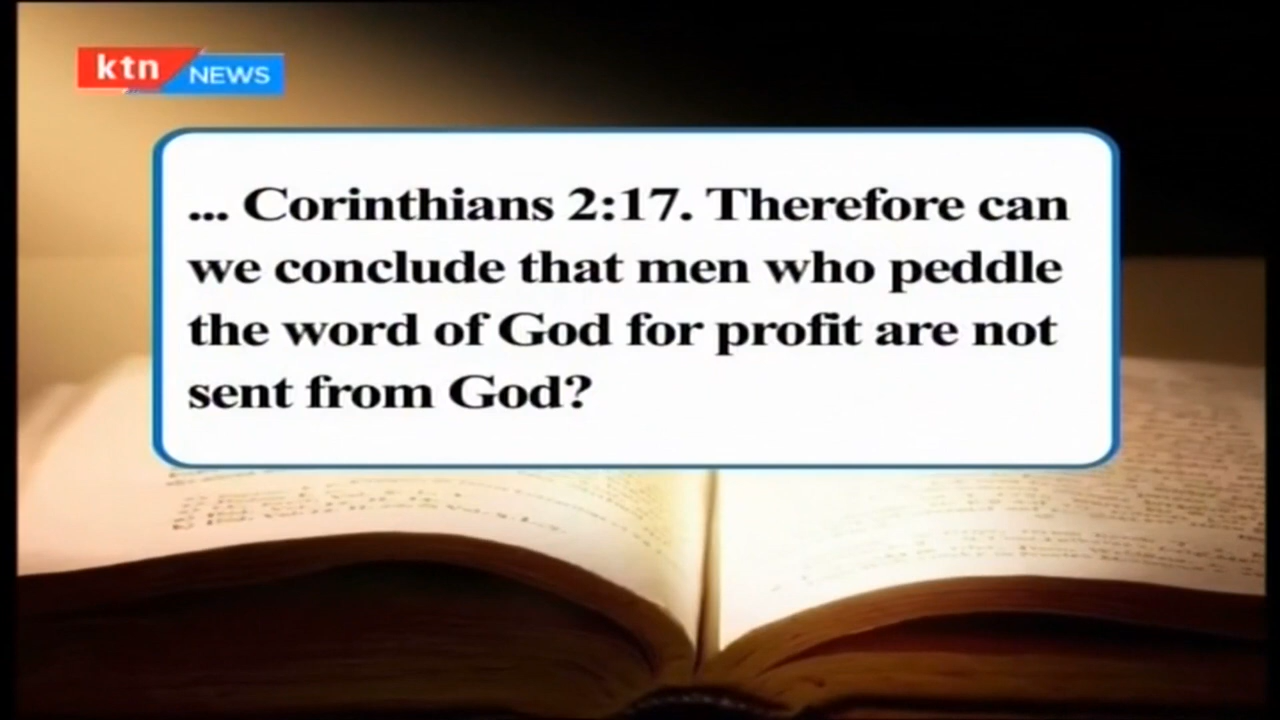 ktn NEWS
... Corinthians 2:17. Therefore can
we conclude that men who peddle
the word of God for profit are not
sent from God?